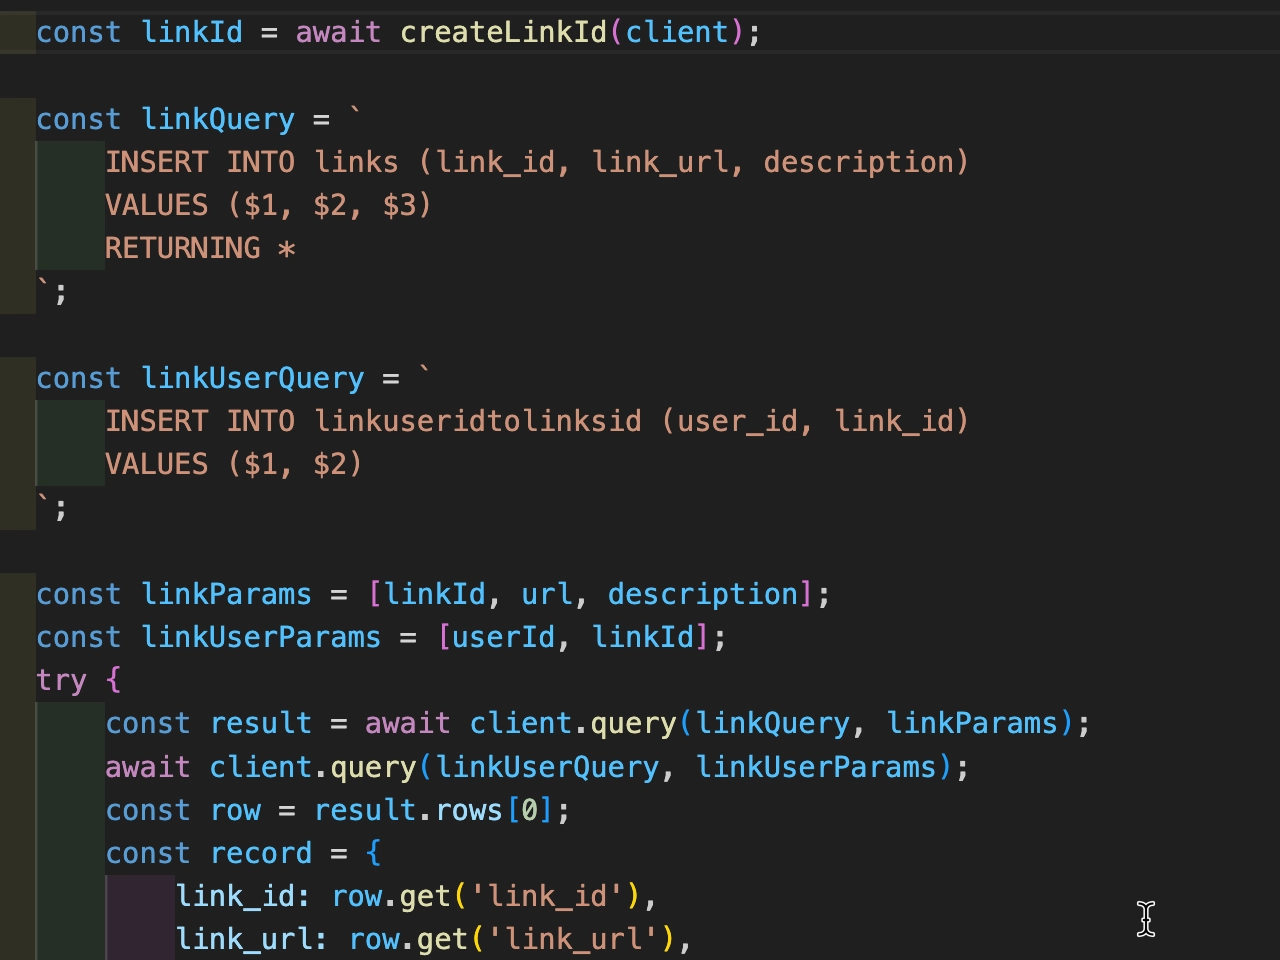 const linkId = await createLinkId(client);
const linkQuery = `
INSERT INTO links (link_id, link_url, description)
VALUES ($1, $2, $3)
RETURNING *
`;
const linkUserQuery = `
INSERT INTO linkuseridtolinksid (user_id, link_id)
VALUES ($1, $2)
`;
const linkParams = [linkId, url, description];
const linkUserParams = [userId, linkId];
try {
const result = await client.query(linkQuery, linkParams);
await client.query(linkUserQuery, linkUserParams);
const row = result.rows[0];
const record = {
link_id: row.get('link_id'),
link_url: row.get('link_url'),